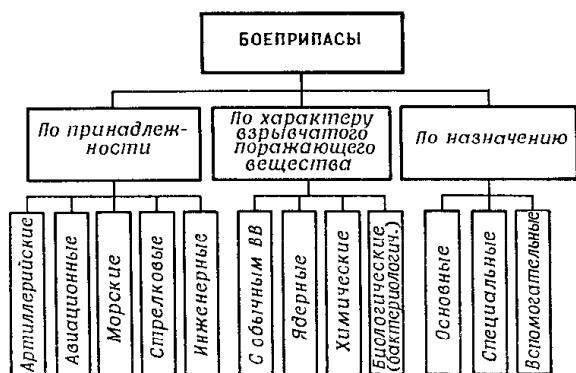 БОЕПРИПАСЫ
По принадлеж-
ности
По характеру
взрывчатого
поражающего
вещества
По назначению
Артиллерийские
Авиационные
Морские
Стрелковые
Инженерные
С обычным ВВ
Ядерные
Химические
Биологические
(бактериологич.)
Основные
Специальные
Вспомогательные